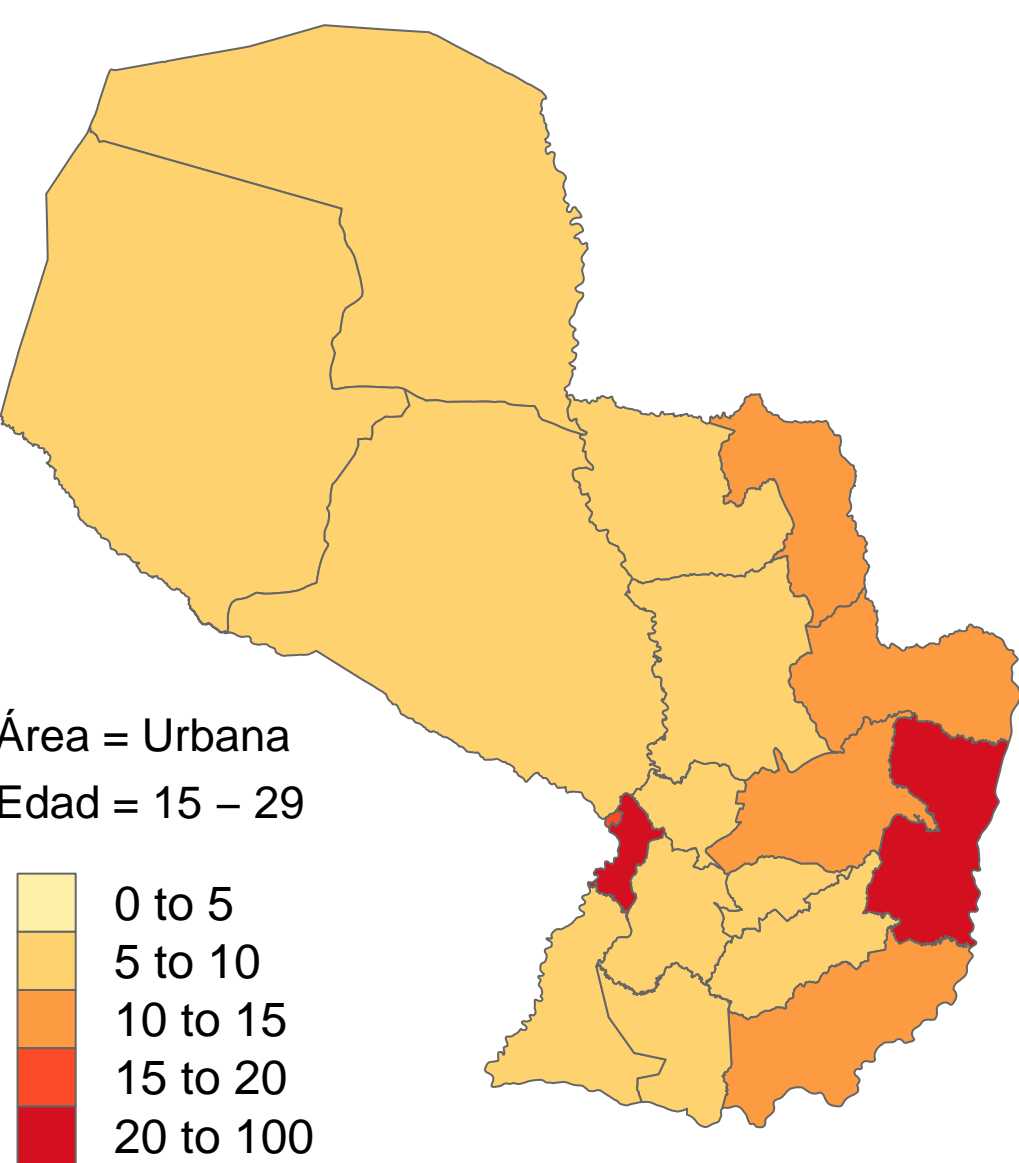 Área = Urbana
Edad = 15 – 29
0 to 5
5 to 10
10 to 15
15 to 20
20 to 100